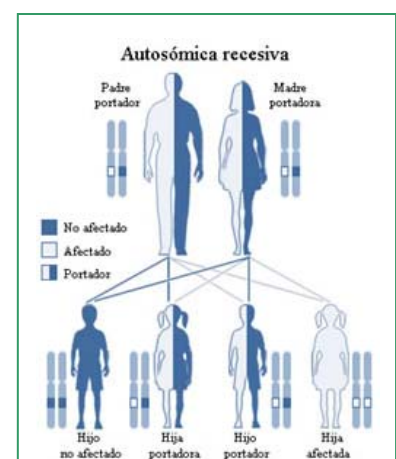 Autosómica recesiva
Padre
portador
Madre
portadora
No afectado
Afectado
Portador
Hijo
no afectado
Hija
portadora
Hijo
portador
Hija
afectada